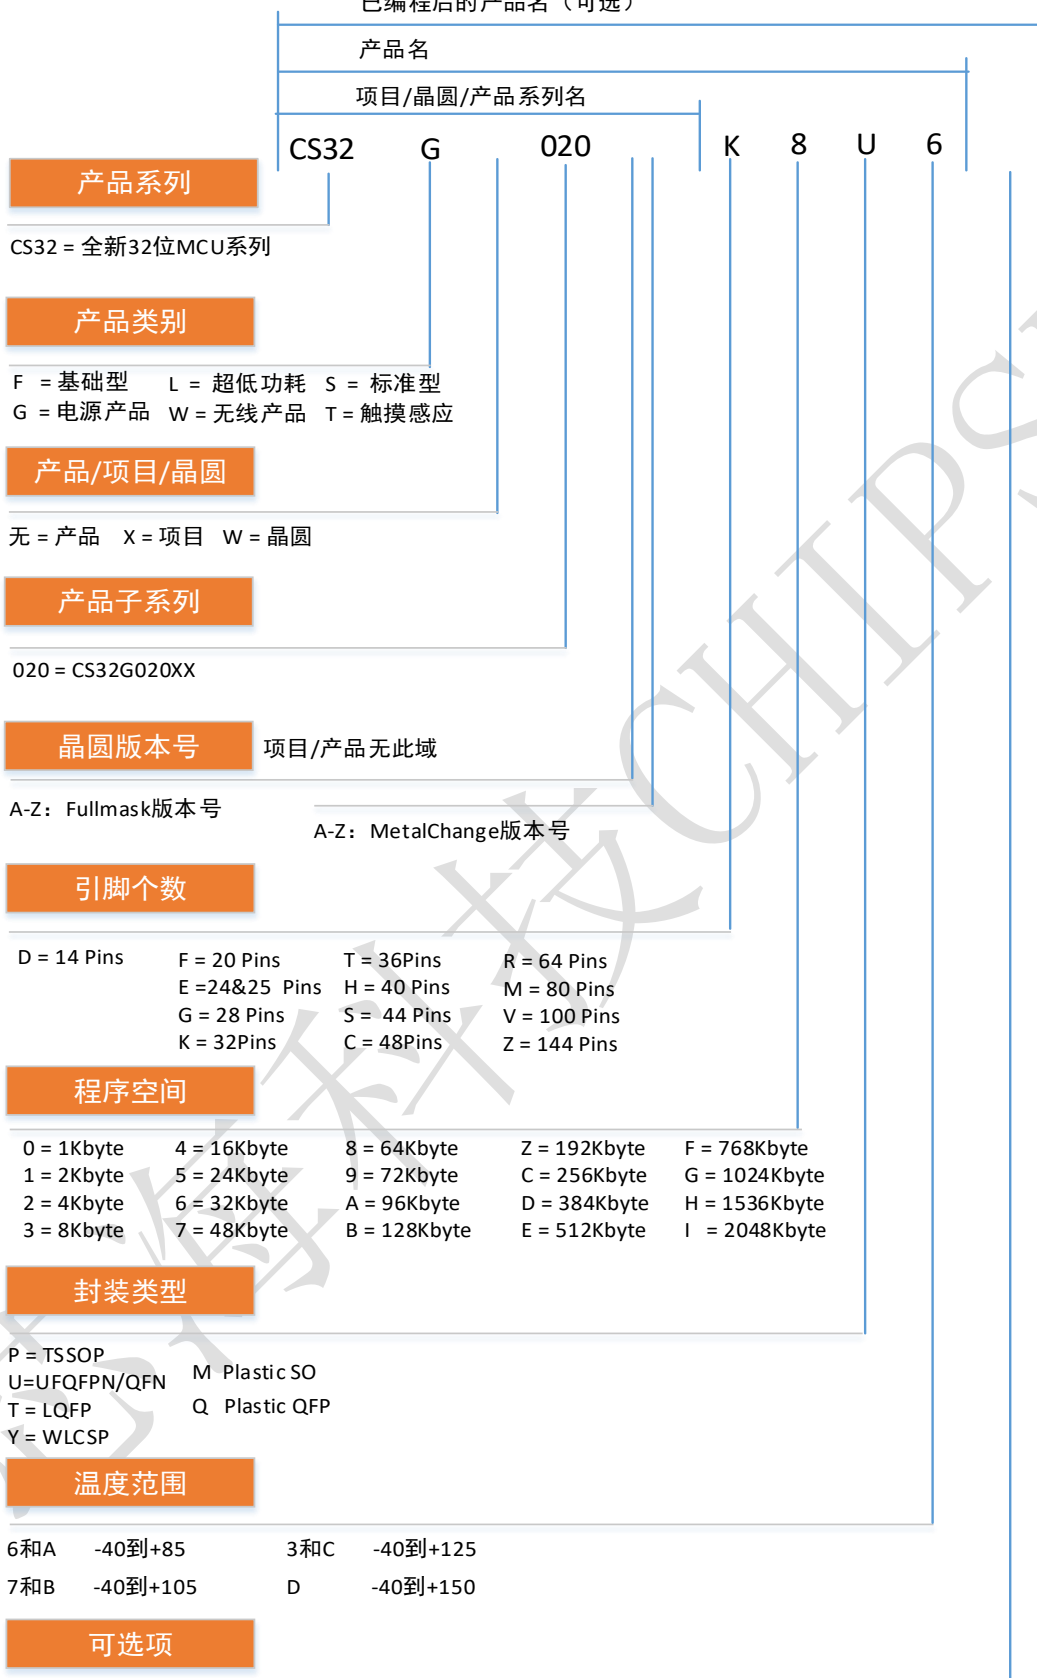 已编程后的产品名（可选）
产品名
项目/晶圆/产品系列名
CS32 G 020 K 8 U 6
产品系列
CS32 = 全新32位MCU系列
产品类别
F = 基础型 L = 超低功耗 S = 标准型
G = 电源产品 W = 无线产品 T = 触摸感应
产品/项目/晶圆
无 = 产品 X = 项目 W = 晶圆
产品子系列
020 = CS32G020XX
晶圆版本号 项目/产品无此域
A-Z：Fullmask版本号
A-Z：MetalChange版本号
引脚个数
D = 14 Pins F = 20 Pins T = 36Pins R = 64 Pins
E =24&25 Pins H = 40 Pins M = 80 Pins
G = 28 Pins S = 44 Pins V = 100 Pins
K = 32Pins C = 48Pins Z = 144 Pins
程序空间
0 = 1Kbyte 4 = 16Kbyte 8 = 64Kbyte Z = 192Kbyte F = 768Kbyte
1 = 2Kbyte 5 = 24Kbyte 9 = 72Kbyte C = 256Kbyte G = 1024Kbyte
2 = 4Kbyte 6 = 32Kbyte A = 96Kbyte D = 384Kbyte H = 1536Kbyte
3 = 8Kbyte 7 = 48Kbyte B = 128Kbyte E = 512Kbyte I = 2048Kbyte
封装类型
P = TSSOP
U=UFQFPN/QFN M Plastic SO
T = LQFP Q Plastic QFP
Y = WLCSP
温度范围
6和A -40到+85 3和C -40到+125
7和B -40到+105 D -40到+150
可选项
芯海科技CHIPS